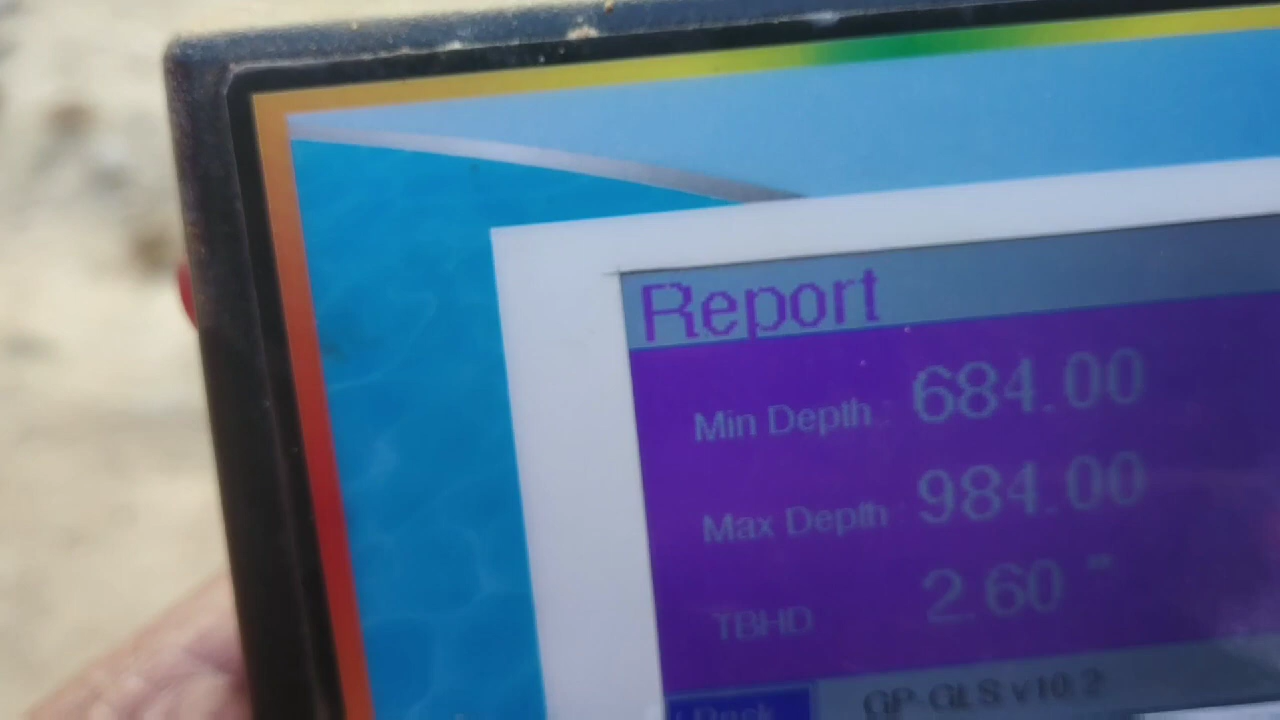 Report
Min Depth : 684.00
Max Depth : 984.00
TBHD 2.60 "
GP-GLS v10.2